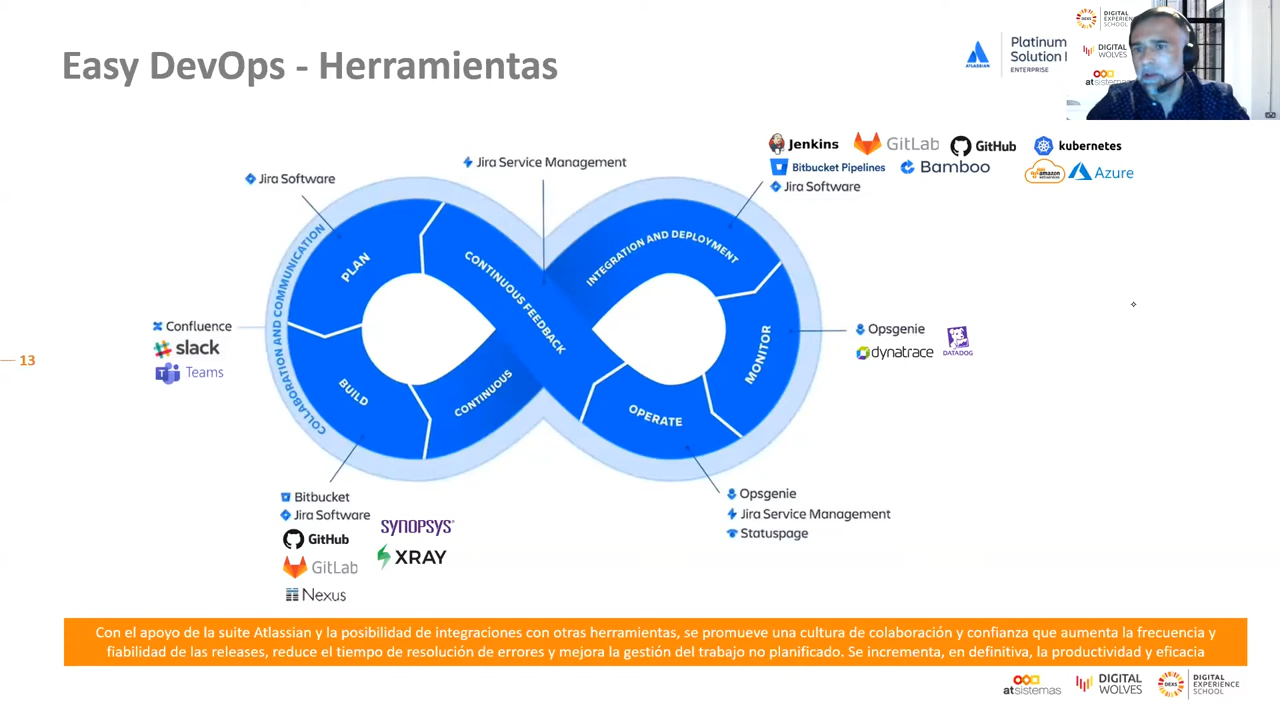 Easy DevOps - Herramientas
ATLASSIAN
Platinum
Solution
ENTERPRISE
DEXS
DIGITAL
EXPERIENCE
SCHOOL
DIGITAL
WOLVES
atsistemas
Jira Software
Jira Service Management
Jenkins
GitLab
GitHub
kubernetes
Bitbucket Pipelines
Bamboo
amazon
webservices
Azure
Jira Software
COLLABORATION AND COMMUNICATION
PLAN
CONTINUOUS FEEDBACK
INTEGRATION AND DEPLOYMENT
MONITOR
OPERATE
CONTINUOUS
BUILD
Confluence
slack
Teams
13
Opsgenie
dynatrace
DATADOG
Bitbucket
Jira Software
GitHub
GitLab
Nexus
SYNOPSYS®
XRAY
Opsgenie
Jira Service Management
Statuspage
Con el apoyo de la suite Atlassian y la posibilidad de integraciones con otras herramientas, se promueve una cultura de colaboración y confianza que aumenta la frecuencia y
fiabilidad de las releases, reduce el tiempo de resolución de errores y mejora la gestión del trabajo no planificado. Se incrementa, en definitiva, la productividad y eficacia
atsistemas
DIGITAL
WOLVES
DEXS
DIGITAL
EXPERIENCE
SCHOOL